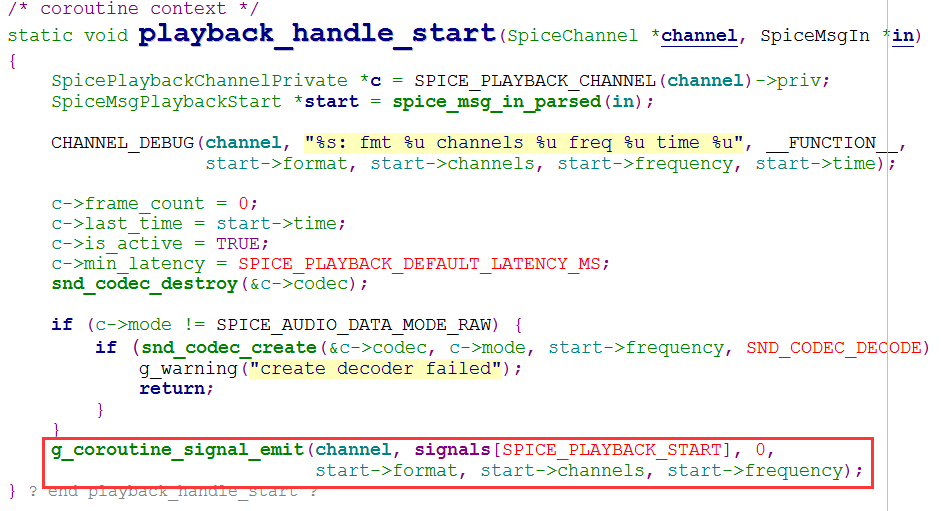 /* coroutine context */
static void playback_handle_start(SpiceChannel *channel, SpiceMsgIn *in)
{
    SpicePlaybackChannelPrivate *c = SPICE_PLAYBACK_CHANNEL(channel)->priv;
    SpiceMsgPlaybackStart *start = spice_msg_in_parsed(in);
    CHANNEL_DEBUG(channel, "%s: fmt %u channels %u freq %u time %u", __FUNCTION__,
                  start->format, start->channels, start->frequency, start->time);
    c->frame_count = 0;
    c->last_time = start->time;
    c->is_active = TRUE;
    c->min_latency = SPICE_PLAYBACK_DEFAULT_LATENCY_MS;
    snd_codec_destroy(&c->codec);
    if (c->mode != SPICE_AUDIO_DATA_MODE_RAW) {
        if (snd_codec_create(&c->codec, c->mode, start->frequency, SND_CODEC_DECODE)
            g_warning("create decoder failed");
            return;
        }
    }
    g_coroutine_signal_emit(channel, signals[SPICE_PLAYBACK_START], 0,
                            start->format, start->channels, start->frequency);
} ? end playback_handle_start ?